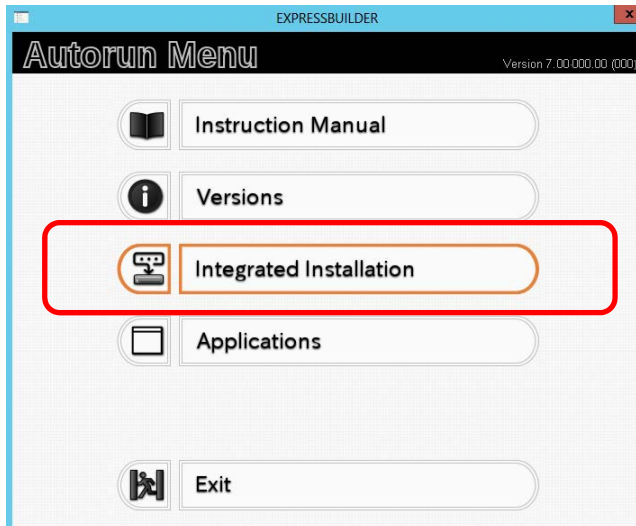 EXPRESSBUILDER
x
Autorun Menu
Version 7.00-000.00 (000)
Instruction Manual
Versions
Integrated Installation
Applications
Exit